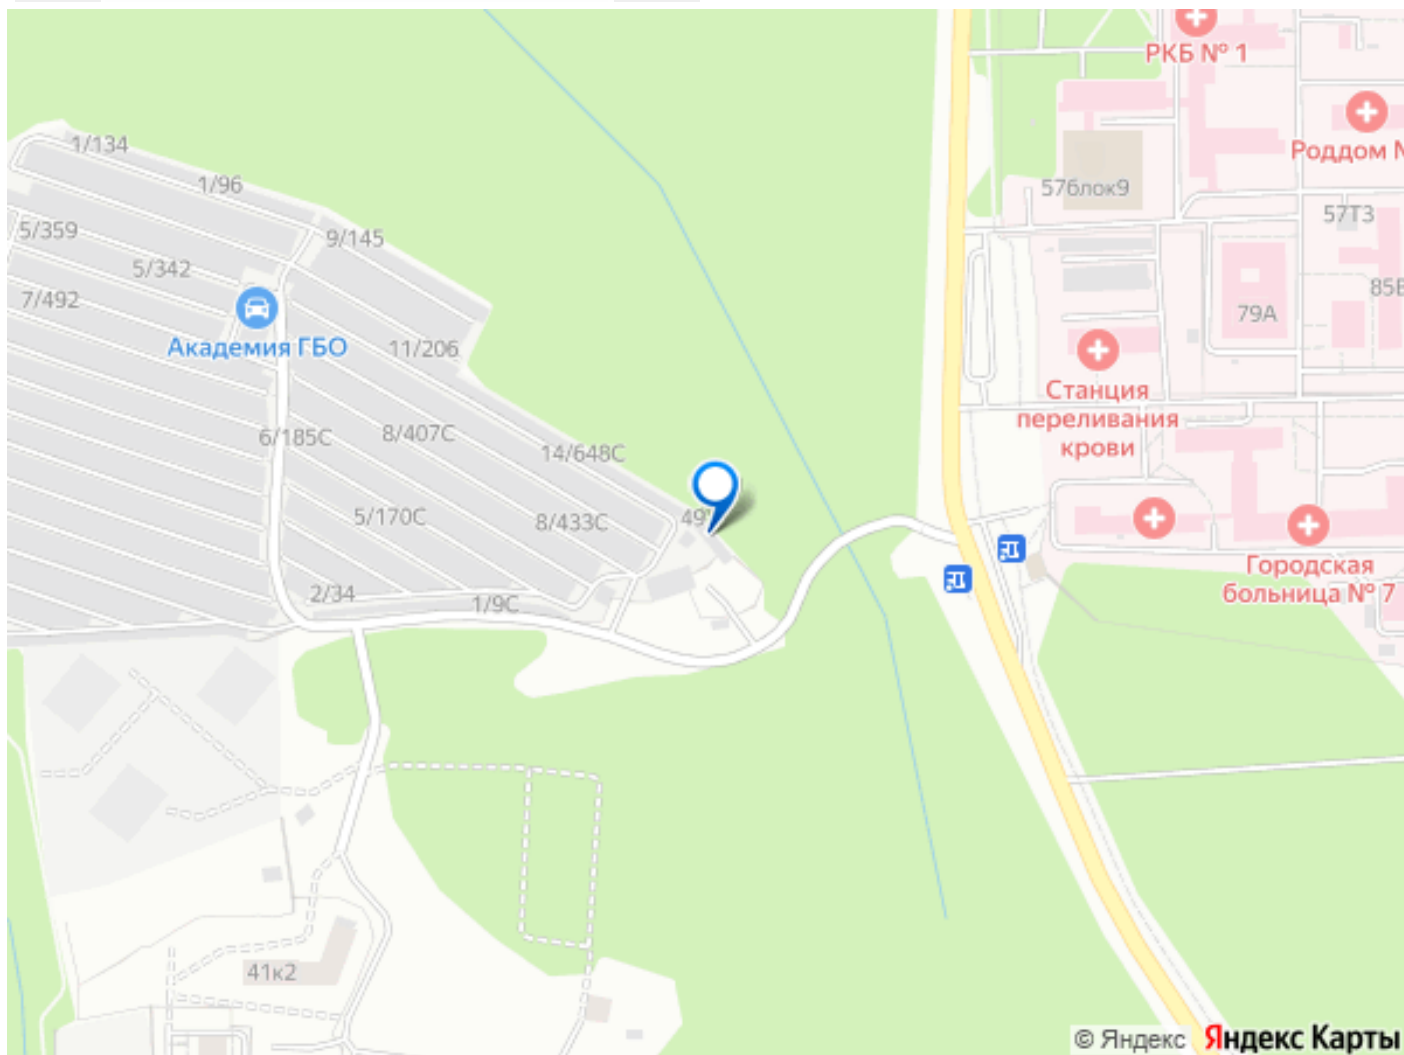 РКБ № 1
1/134
Роддом
1/96
57блок9
57Т3
5/359
9/145
5/342
7/492
85В
79А
Академия ГБО
11/206
Станция
переливания
крови
6/185С
8/407С
14/648С
5/170С
8/433С
49
Городская
больница № 7
2/34
1/9С
41к2
© Яндекс
Яндекс Карты